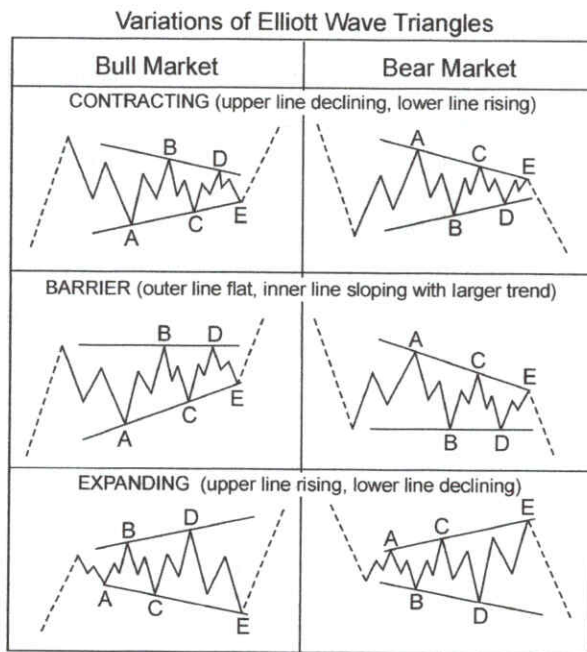 Variations of Elliott Wave Triangles
Bull Market
Bear Market
CONTRACTING (upper line declining, lower line rising)
B
D
A
C
E
A
C
E
B
D
BARRIER (outer line flat, inner line sloping with larger trend)
B
D
A
C
E
A
C
E
B
D
EXPANDING (upper line rising, lower line declining)
B
D
A
C
E
A
C
E
B
D